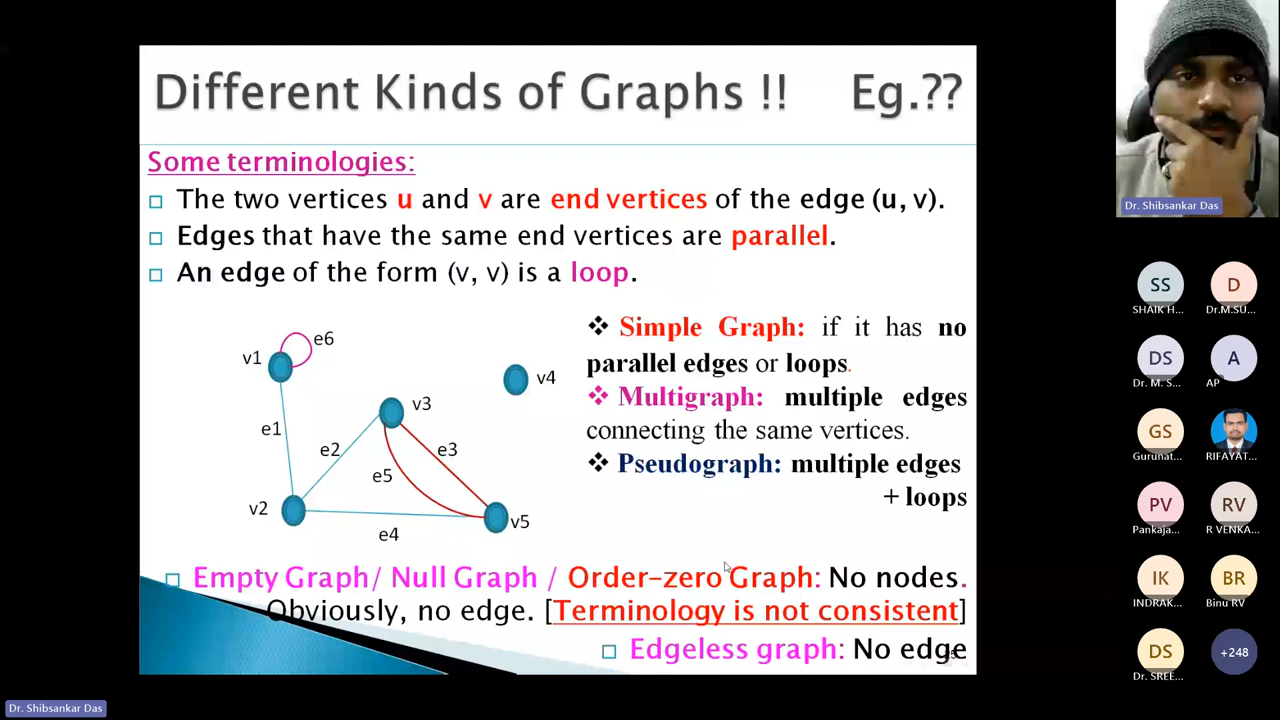 Different Kinds of Graphs !! Eg.??
Some terminologies:
The two vertices u and v are end vertices of the edge (u, v).
Edges that have the same end vertices are parallel.
An edge of the form (v, v) is a loop.
e6
v1
v4
v3
e1
e2
e3
e5
v2
v5
e4
Simple Graph: if it has no
parallel edges or loops.
Multigraph: multiple edges
connecting the same vertices.
Pseudograph: multiple edges
+ loops
Empty Graph/ Null Graph / Order-zero Graph: No nodes.
Obviously, no edge. [Terminology is not consistent]
Edgeless graph: No edge
Dr. Shibsankar Das
SS
SHAIK H...
D
Dr.M.SU...
DS
Dr. M. S...
A
AP
GS
Gurunat...
RIFAYAT...
PV
Pankaja...
RV
R VENKA...
IK
INDRAK...
BR
Binu RV
DS
Dr. SREE...
+248
Dr. Shibsankar Das